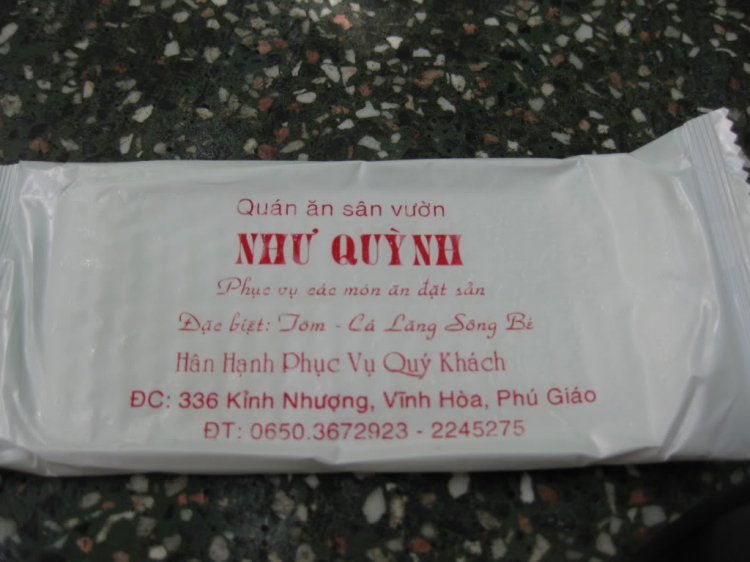 Quán ăn sân vườn
NHƯ QUỲNH
Phục vụ các món ăn đặt sản
Đặc biệt: Tôm - Cá Lăng Sông Bé
Hân Hạnh Phục Vụ Quý Khách
ĐC: 336 Kỉnh Nhượng, Vĩnh Hòa, Phú Giáo
ĐT: 0650.3672923 - 2245275